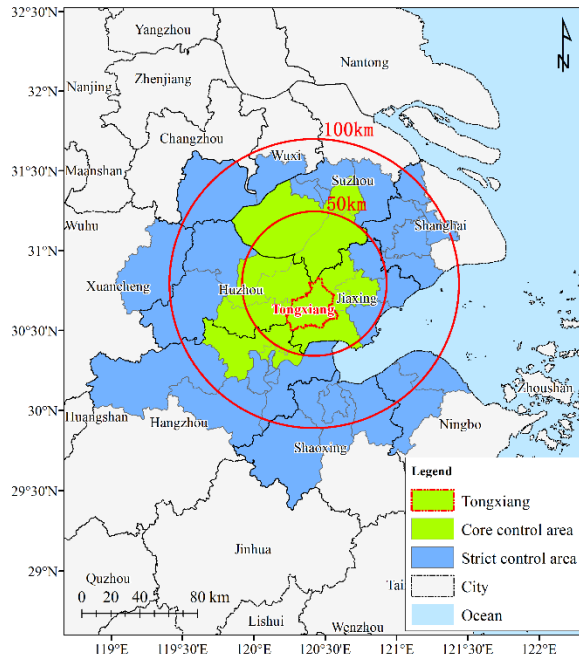 32°30′N
32°N
31°30′N
31°N
30°30′N
30°N
29°30′N
29°N
Yangzhou
Nantong
Nanjing
Zhenjiang
N
Changzhou
100km
Maanshan
Wuxi
Suzhou
50km
Wuhu
Shanghai
Xuancheng
Huzhou
Jiaxing
Tongxiang
Zhoushan
Huangshan
Hangzhou
Ningbo
Shaoxing
Legend
Tongxiang
Core control area
Strict control area
City
Ocean
Jinhua
Quzhou
Tai
0 40 80 km
Lishui
Wenzhou
119°E
119°30′E
120°E
120°30′E
121°E
121°30′E
122°E